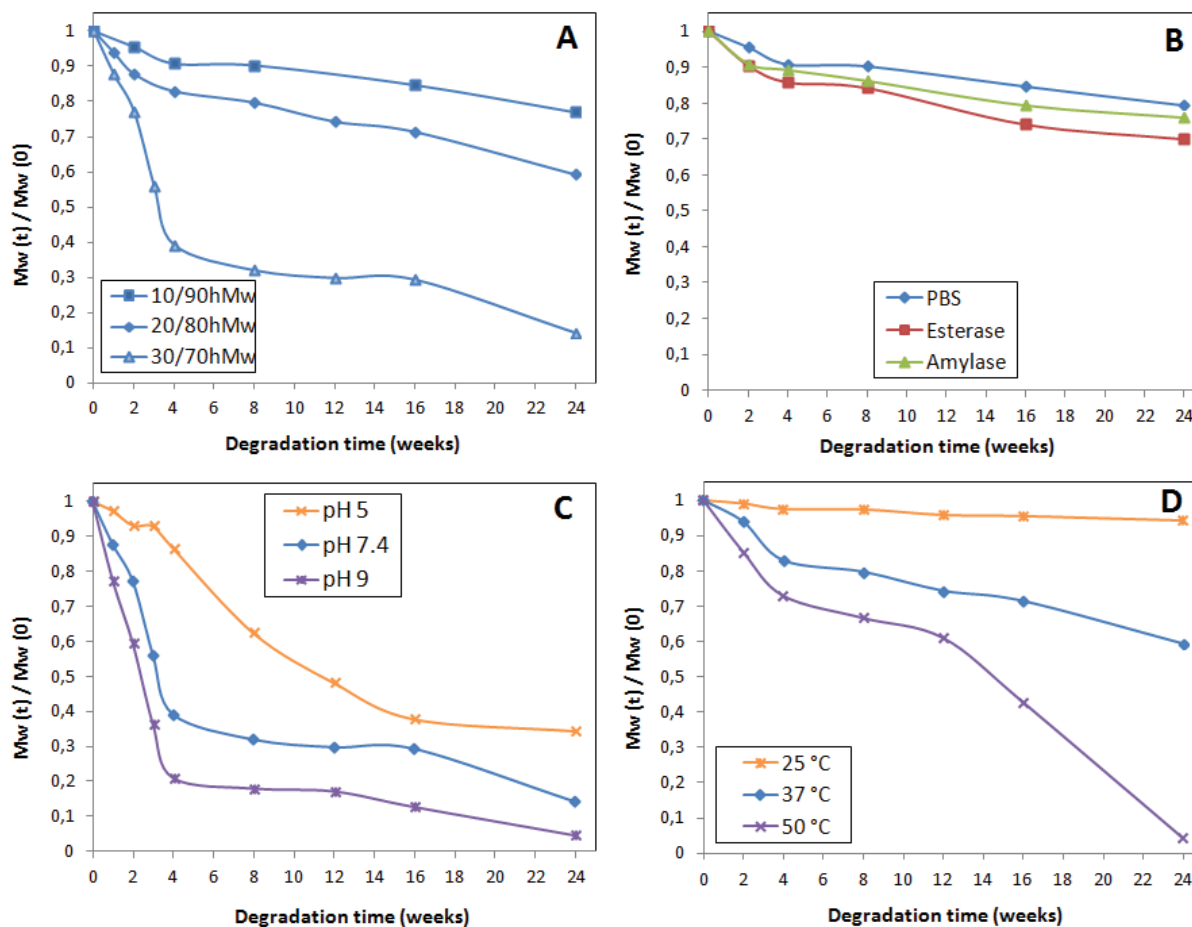 A
Mw (t) / Mw (0)
1
0,9
0,8
0,7
0,6
0,5
0,4
0,3
0,2
0,1
0
10/90hMw
20/80hMw
30/70hMw
0 2 4 6 8 10 12 14 16 18 20 22 24
Degradation time (weeks)
B
Mw (t) / Mw (0)
1
0,9
0,8
0,7
0,6
0,5
0,4
0,3
0,2
0,1
0
PBS
Esterase
Amylase
0 2 4 6 8 10 12 14 16 18 20 22 24
Degradation time (weeks)
C
Mw (t) / Mw (0)
1
0,9
0,8
0,7
0,6
0,5
0,4
0,3
0,2
0,1
0
pH 5
pH 7.4
pH 9
0 2 4 6 8 10 12 14 16 18 20 22 24
Degradation time (weeks)
D
Mw (t) / Mw (0)
1
0,9
0,8
0,7
0,6
0,5
0,4
0,3
0,2
0,1
0
25 °C
37 °C
50 °C
0 2 4 6 8 10 12 14 16 18 20 22 24
Degradation time (weeks)